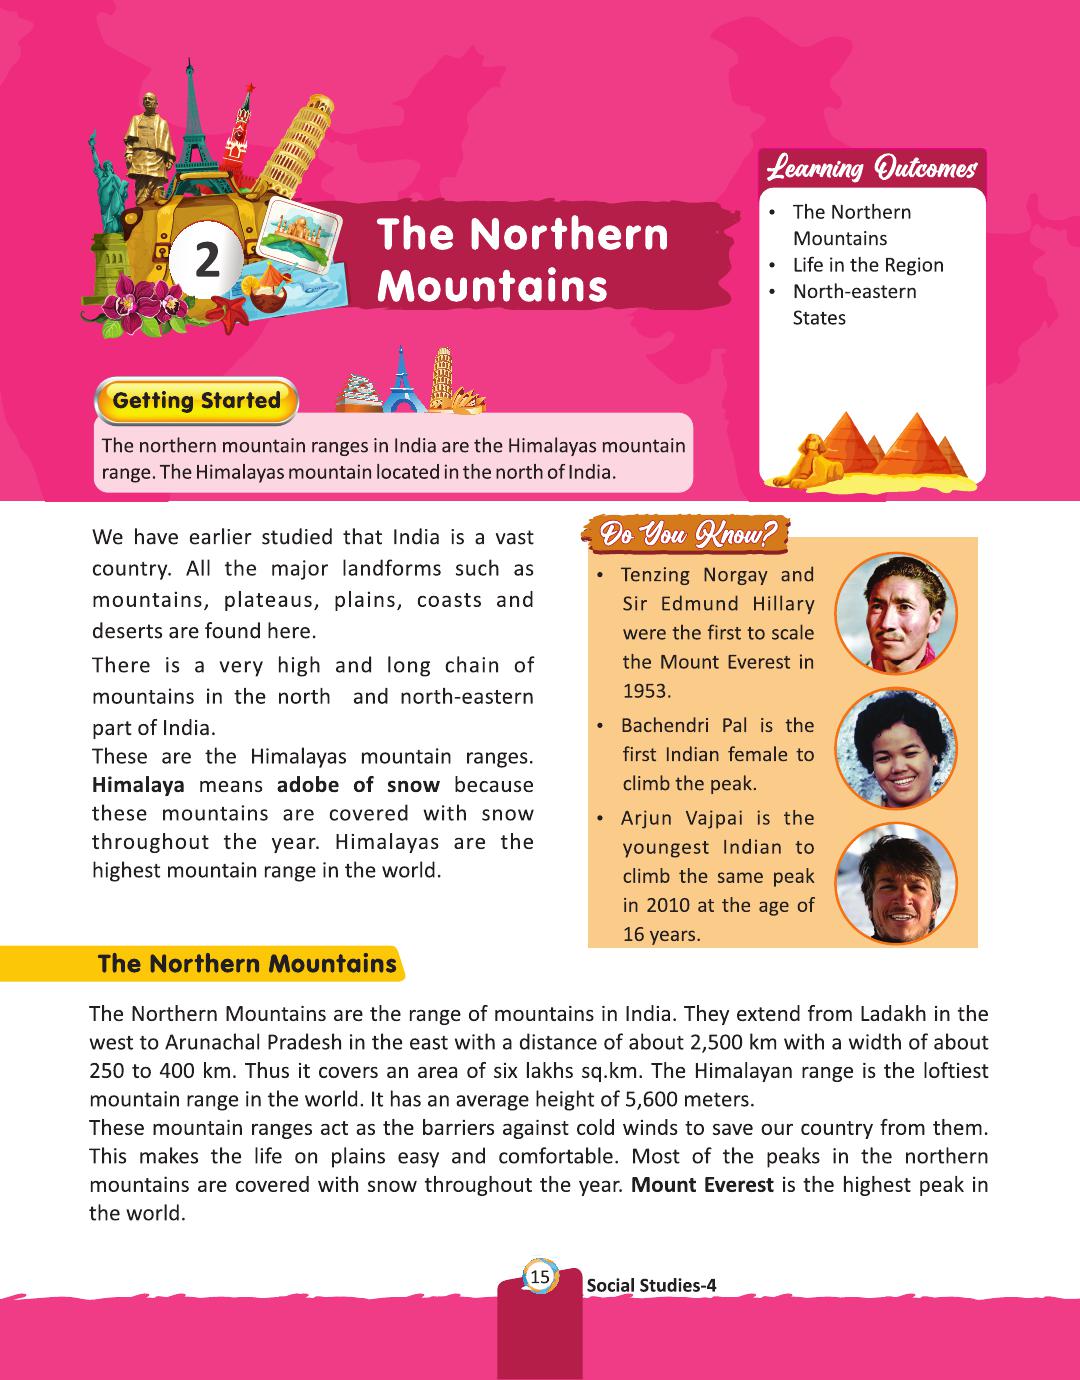 2
The Northern
Mountains
Learning Outcomes
• The Northern
Mountains
• Life in the Region
• North-eastern
States
Getting Started
The northern mountain ranges in India are the Himalayas mountain
range. The Himalayas mountain located in the north of India.
We have earlier studied that India is a vast
country. All the major landforms such as
mountains, plateaus, plains, coasts and
deserts are found here.
There is a very high and long chain of
mountains in the north and north-eastern
part of India.
These are the Himalayas mountain ranges.
Himalaya means adobe of snow because
these mountains are covered with snow
throughout the year. Himalayas are the
highest mountain range in the world.
Do You Know?
• Tenzing Norgay and
Sir Edmund Hillary
were the first to scale
the Mount Everest in
1953.
• Bachendri Pal is the
first Indian female to
climb the peak.
• Arjun Vajpai is the
youngest Indian to
climb the same peak
in 2010 at the age of
16 years.
The Northern Mountains
The Northern Mountains are the range of mountains in India. They extend from Ladakh in the
west to Arunachal Pradesh in the east with a distance of about 2,500 km with a width of about
250 to 400 km. Thus it covers an area of six lakhs sq.km. The Himalayan range is the loftiest
mountain range in the world. It has an average height of 5,600 meters.
These mountain ranges act as the barriers against cold winds to save our country from them.
This makes the life on plains easy and comfortable. Most of the peaks in the northern
mountains are covered with snow throughout the year. Mount Everest is the highest peak in
the world.
15
Social Studies-4